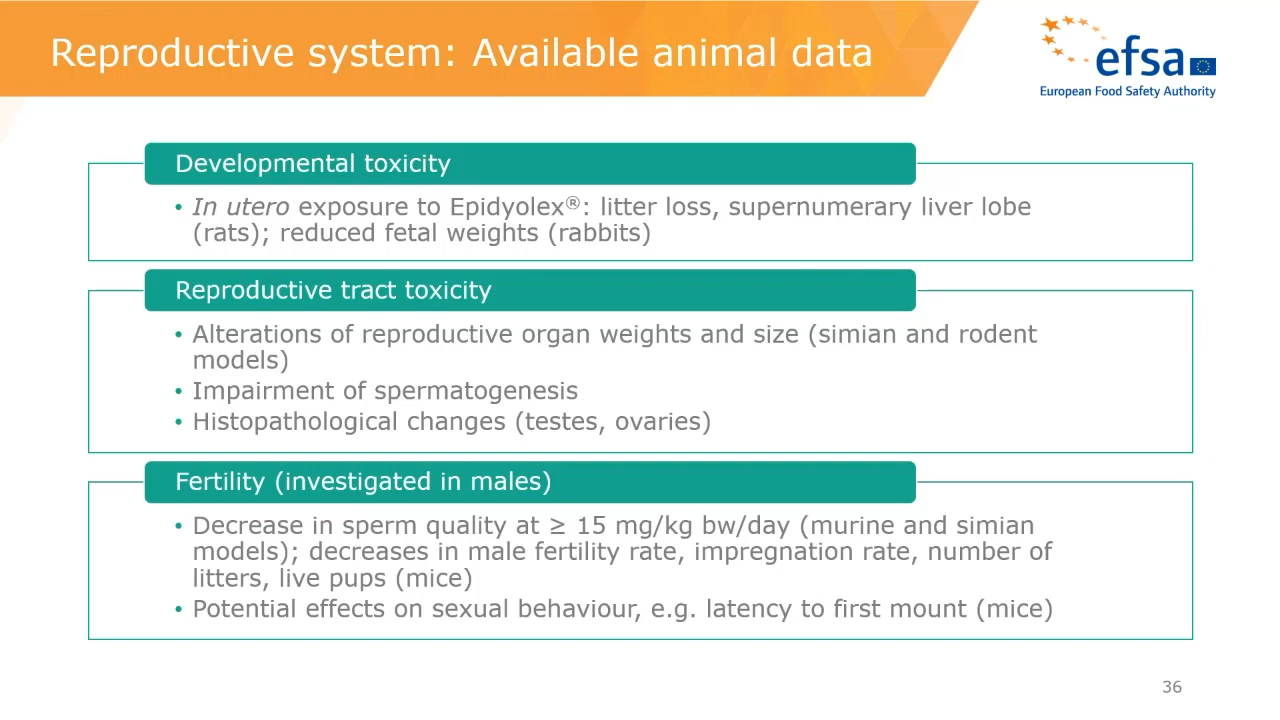 Reproductive system: Available animal data
efsa
European Food Safety Authority
Developmental toxicity
• In utero exposure to Epidyolex®: litter loss, supernumerary liver lobe
(rats); reduced fetal weights (rabbits)
Reproductive tract toxicity
• Alterations of reproductive organ weights and size (simian and rodent
models)
• Impairment of spermatogenesis
• Histopathological changes (testes, ovaries)
Fertility (investigated in males)
• Decrease in sperm quality at ≥ 15 mg/kg bw/day (murine and simian
models); decreases in male fertility rate, impregnation rate, number of
litters, live pups (mice)
• Potential effects on sexual behaviour, e.g. latency to first mount (mice)
36